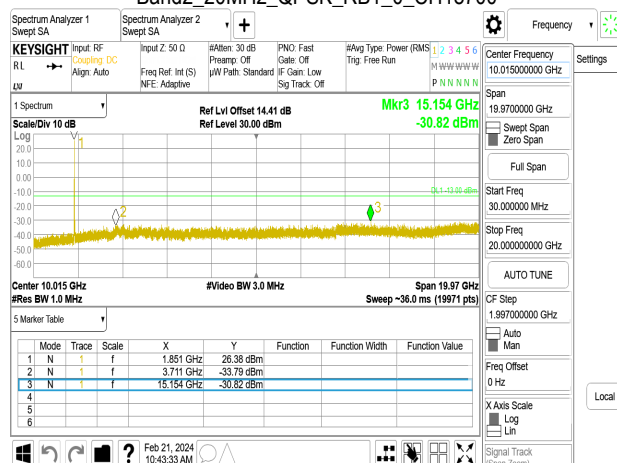 Band2_20MHz_QPSK_RB1_0_CH18700
Spectrum Analyzer 1
Swept SA
Spectrum Analyzer 2
Swept SA
+
Frequency
KEYSIGHT
RL
Input: RF
Coupling: DC
Align: Auto
Input Z: 50 Ω
Freq Ref: Int (S)
NFE: Adaptive
#Atten: 30 dB
Preamp: Off
µW Path: Standard
PNO: Fast
Gate: Off
IF Gain: Low
Sig Track: Off
#Avg Type: Power (RMS
Trig: Free Run
1 2 3 4 5 6
M W W W W W
P N N N N N
Center Frequency
10.015000000 GHz
Settings
Span
19.9700000 GHz
Swept Span
Zero Span
Full Span
Start Freq
30.000000 MHz
Stop Freq
20.000000000 GHz
AUTO TUNE
CF Step
1.997000000 GHz
Auto
Man
Freq Offset
0 Hz
X Axis Scale
Log
Lin
Signal Track
(Span Zoom)
Local
1 Spectrum
Scale/Div 10 dB
Log
Ref Lvl Offset 14.41 dB
Ref Level 30.00 dBm
Mkr3 15.154 GHz
-30.82 dBm
20.0
10.0
0.00
-10.0
-20.0
-30.0
-40.0
-50.0
-60.0
1
2
3
DL1 -13.00 dBm
Center 10.015 GHz
#Res BW 1.0 MHz
#Video BW 3.0 MHz
Span 19.97 GHz
Sweep ~36.0 ms (19971 pts)
5 Marker Table
Mode Trace Scale X Y Function Function Width Function Value
1 N 1 f 1.851 GHz 26.38 dBm
2 N 1 f 3.711 GHz -33.79 dBm
3 N 1 f 15.154 GHz -30.82 dBm
4
5
6
?
Feb 21, 2024
10:43:33 AM